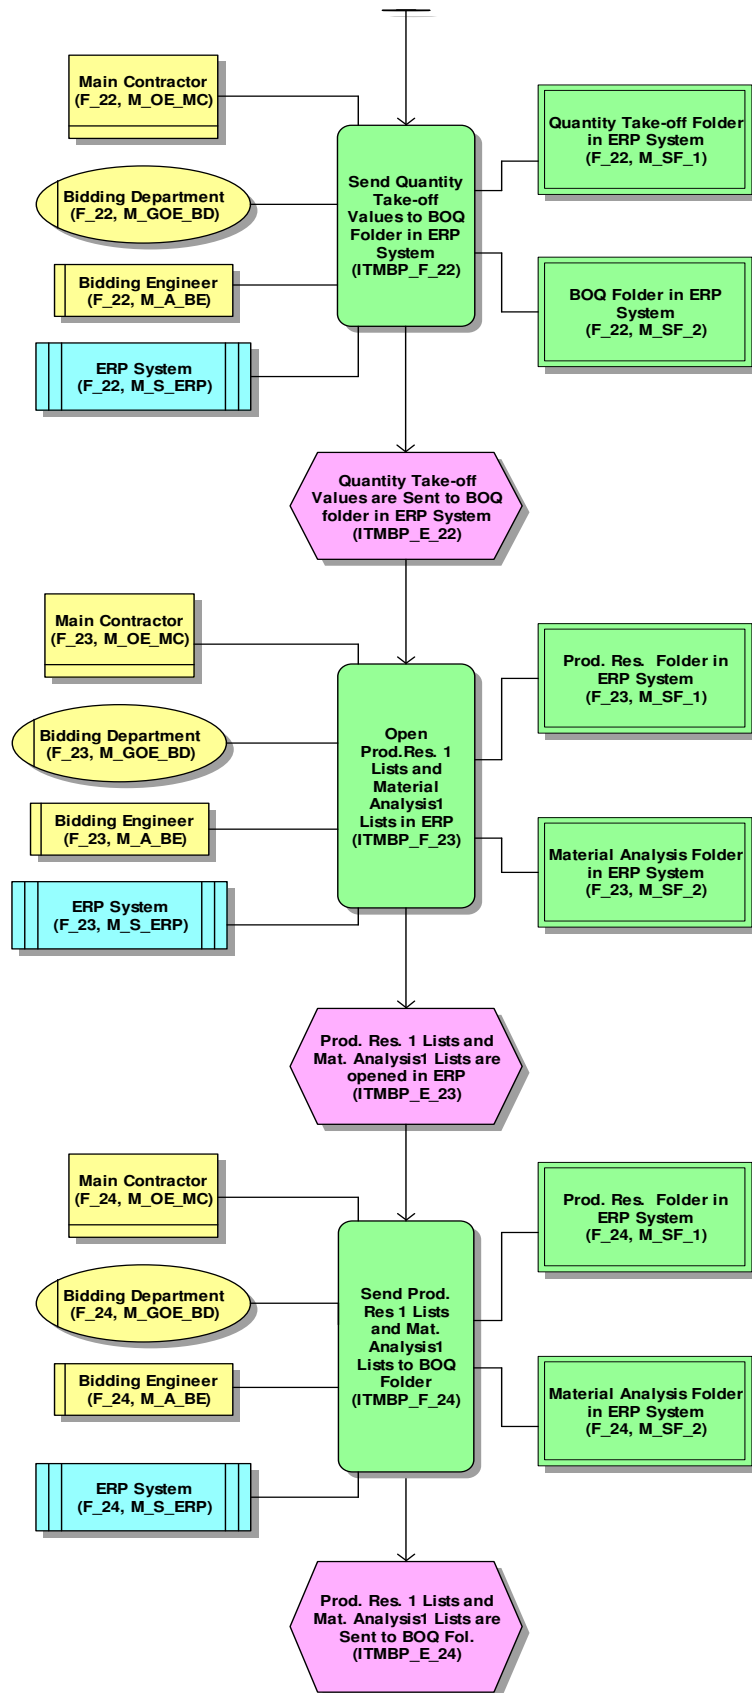 Main Contractor
(F_22, M_OE_MC)
Bidding Department
(F_22, M_GOE_BD)
Bidding Engineer
(F_22, M_A_BE)
ERP System
(F_22, M_S_ERP)
Send Quantity
Take-off
Values to BOQ
Folder in ERP
System
(ITMBP_F_22)
Quantity Take-off Folder
in ERP System
(F_22, M_SF_1)
BOQ Folder in ERP
System
(F_22, M_SF_2)
Quantity Take-off
Values are Sent to BOQ
folder in ERP System
(ITMBP_E_22)
Main Contractor
(F_23, M_OE_MC)
Bidding Department
(F_23, M_GOE_BD)
Bidding Engineer
(F_23, M_A_BE)
ERP System
(F_23, M_S_ERP)
Open
Prod.Res. 1
Lists and
Material
Analysis1
Lists in ERP
(ITMBP_F_23)
Prod. Res. Folder in
ERP System
(F_23, M_SF_1)
Material Analysis Folder
in ERP System
(F_23, M_SF_2)
Prod. Res. 1 Lists and
Mat. Analysis1 Lists are
opened in ERP
(ITMBP_E_23)
Main Contractor
(F_24, M_OE_MC)
Bidding Department
(F_24, M_GOE_BD)
Bidding Engineer
(F_24, M_A_BE)
ERP System
(F_24, M_S_ERP)
Send Prod.
Res 1 Lists
and Mat.
Analysis1
Lists to BOQ
Folder
(ITMBP_F_24)
Prod. Res. Folder in
ERP System
(F_24, M_SF_1)
Material Analysis Folder
in ERP System
(F_24, M_SF_2)
Prod. Res. 1 Lists and
Mat. Analysis1 Lists are
Sent to BOQ Fol.
(ITMBP_E_24)